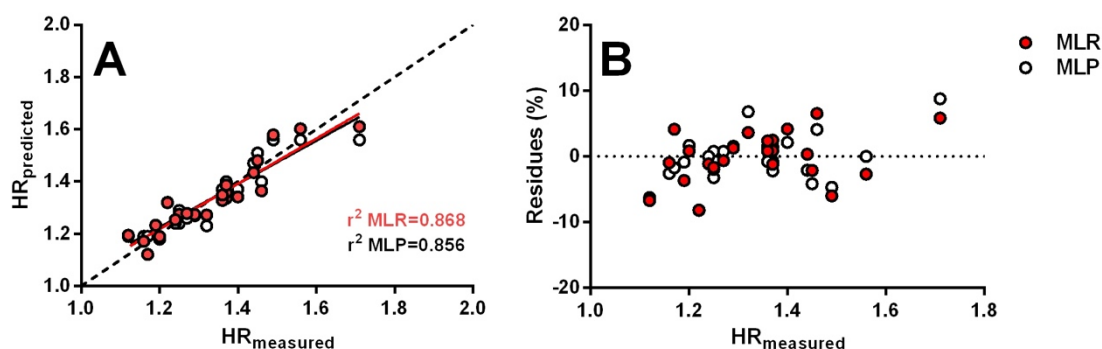 A
HRpredicted
2.0
1.8
1.6
1.4
1.2
1.0
r² MLR=0.868
r² MLP=0.856
1.0 1.2 1.4 1.6 1.8 2.0
HRmeasured
B
Residues (%)
20
10
0
-10
-20
1.0 1.2 1.4 1.6 1.8
HRmeasured
MLR
MLP